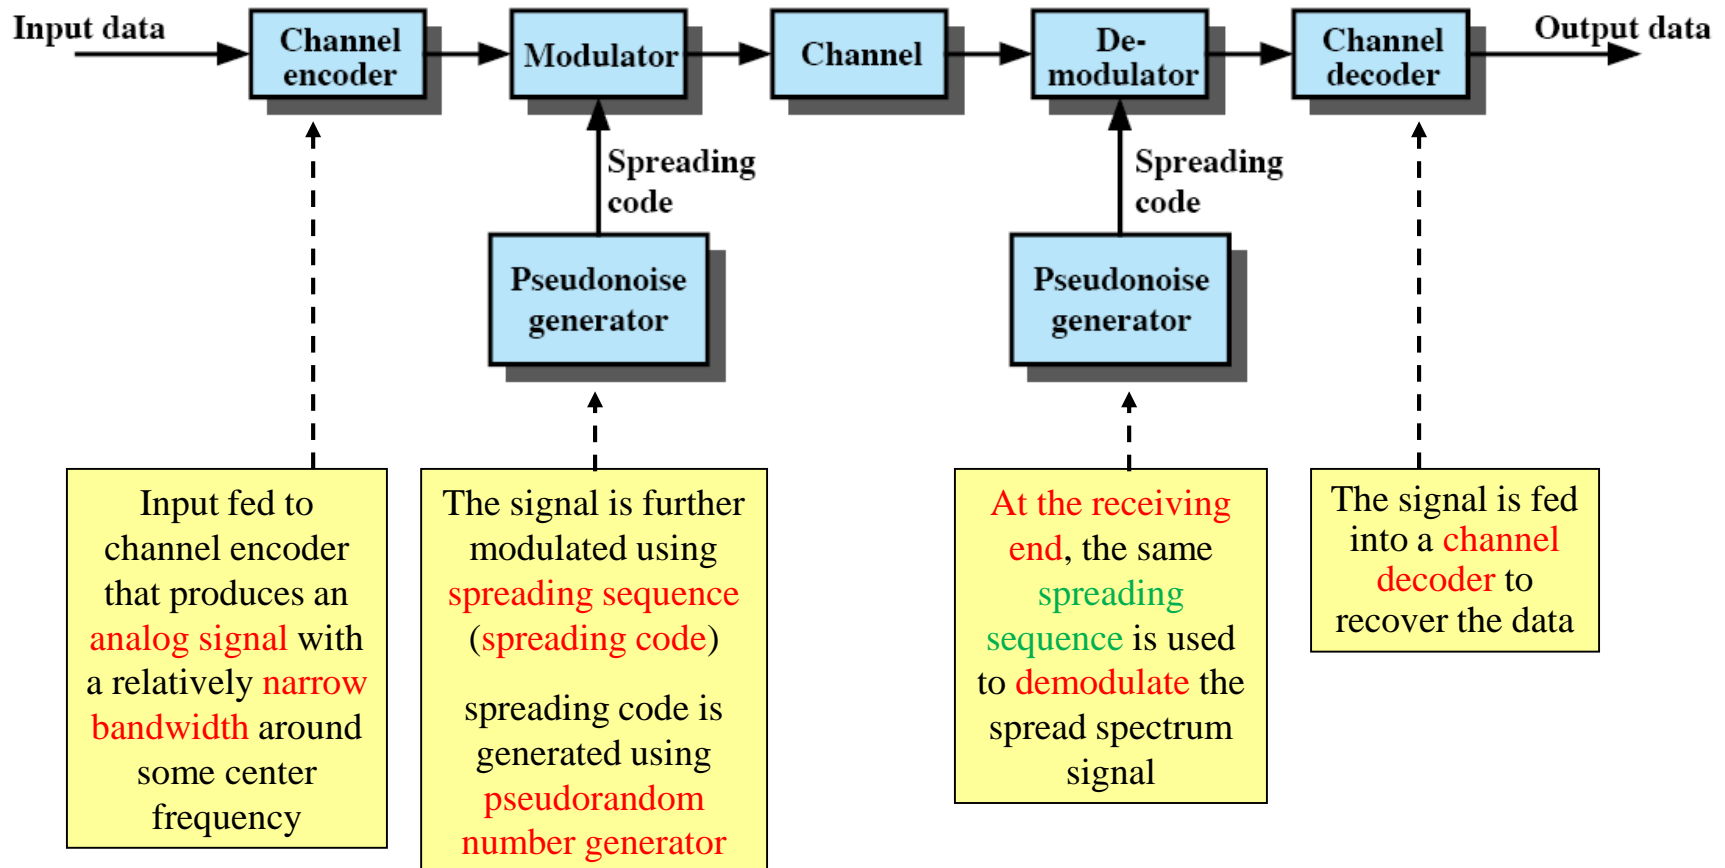 Input data
Channel
encoder
Modulator
Channel
De-
modulator
Channel
decoder
Output data
Spreading
code
Spreading
code
Pseudonoise
generator
Pseudonoise
generator
Input fed to
channel encoder
that produces an
analog signal with
a relatively narrow
bandwidth around
some center
frequency
The signal is further
modulated using
spreading sequence
(spreading code)
spreading code is
generated using
pseudorandom
number generator
At the receiving
end, the same
spreading
sequence is used
to demodulate the
spread spectrum
signal
The signal is fed
into a channel
decoder to
recover the data